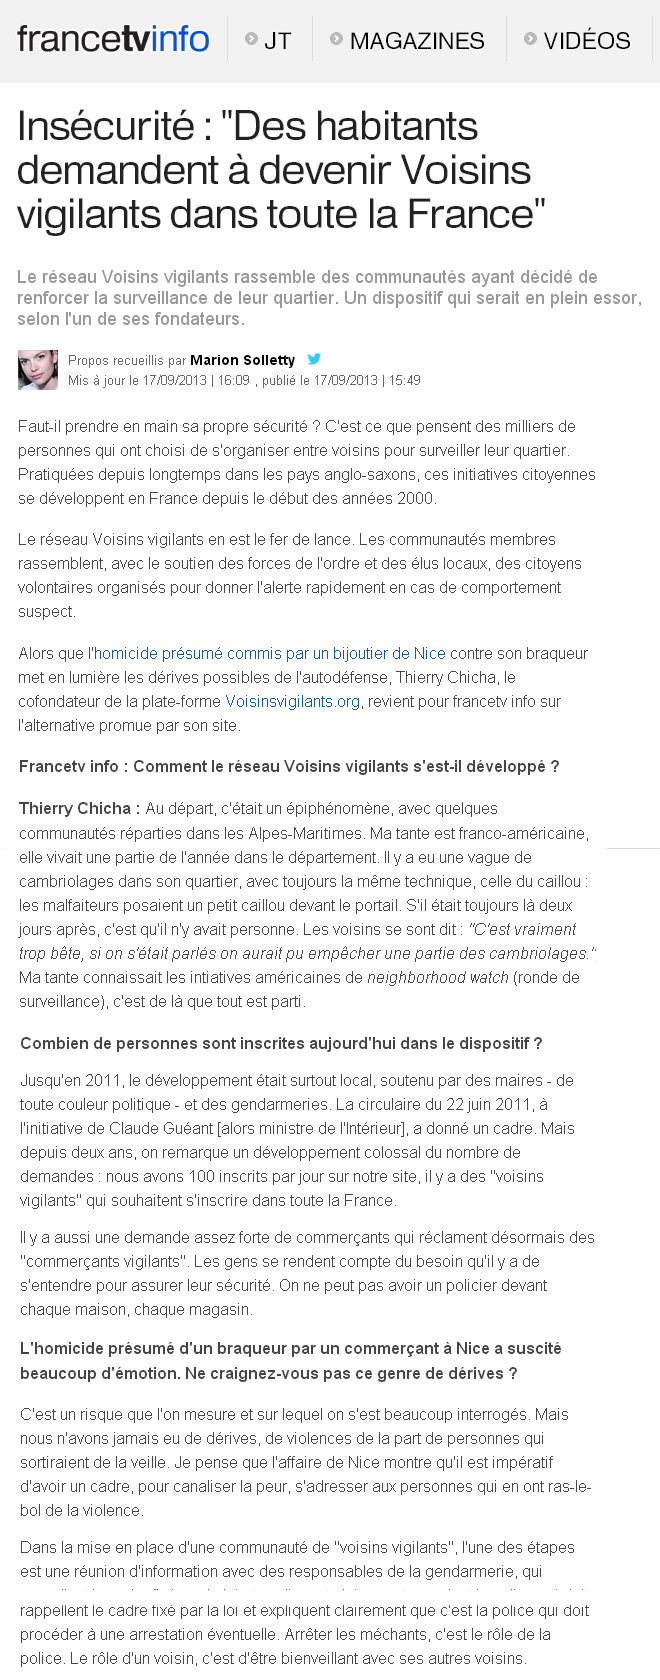 francetvinfo JT MAGAZINES VIDÉOS
Insécurité : "Des habitants
demandent à devenir Voisins
vigilants dans toute la France"
Le réseau Voisins vigilants rassemble des communautés ayant décidé de
renforcer la surveillance de leur quartier. Un dispositif qui serait en plein essor,
selon l'un de ses fondateurs.
Propos recueillis par Marion Solletty
Mis à jour le 17/09/2013 | 16:09 , publié le 17/09/2013 | 15:49
Faut-il prendre en main sa propre sécurité ? C'est ce que pensent des milliers de
personnes qui ont choisi de s'organiser entre voisins pour surveiller leur quartier.
Pratiquées depuis longtemps dans les pays anglo-saxons, ces initiatives citoyennes
se développent en France depuis le début des années 2000.
Le réseau Voisins vigilants en est le fer de lance. Les communautés membres
rassemblent, avec le soutien des forces de l'ordre et des élus locaux, des citoyens
volontaires organisés pour donner l'alerte rapidement en cas de comportement
suspect.
Alors que l'homicide présumé commis par un bijoutier de Nice contre son braqueur
met en lumière les dérives possibles de l'autodéfense, Thierry Chicha, le
cofondateur de la plate-forme Voisinsvigilants.org, revient pour francetv info sur
l'alternative promue par son site.
Francetv info : Comment le réseau Voisins vigilants s'est-il développé ?
Thierry Chicha : Au départ, c'était un épiphénomène, avec quelques
communautés réparties dans les Alpes-Maritimes. Ma tante est franco-américaine,
elle vivait une partie de l'année dans le département. Il y a eu une vague de
cambriolages dans son quartier, avec toujours la même technique, celle du caillou :
les malfaiteurs posaient un petit caillou devant le portail. S'il était toujours là deux
jours après, c'est qu'il n'y avait personne. Les voisins se sont dit : "C'est vraiment
trop bête, si on s'était parlés on aurait pu empêcher une partie des cambriolages."
Ma tante connaissait les intiatives américaines de neighborhood watch (ronde de
surveillance), c'est de là que tout est parti.
Combien de personnes sont inscrites aujourd'hui dans le dispositif ?
Jusqu'en 2011, le développement était surtout local, soutenu par des maires - de
toute couleur politique - et des gendarmeries. La circulaire du 22 juin 2011, à
l'initiative de Claude Guéant [alors ministre de l'Intérieur], a donné un cadre. Mais
depuis deux ans, on remarque un développement colossal du nombre de
demandes : nous avons 100 inscrits par jour sur notre site, il y a des "voisins
vigilants" qui souhaitent s'inscrire dans toute la France.
Il y a aussi une demande assez forte de commerçants qui réclament désormais des
"commerçants vigilants". Les gens se rendent compte du besoin qu'il y a de
s'entendre pour assurer leur sécurité. On ne peut pas avoir un policier devant
chaque maison, chaque magasin.
L'homicide présumé d'un braqueur par un commerçant à Nice a suscité
beaucoup d'émotion. Ne craignez-vous pas ce genre de dérives ?
C'est un risque que l'on mesure et sur lequel on s'est beaucoup interrogés. Mais
nous n'avons jamais eu de dérives, de violences de la part de personnes qui
sortiraient de la veille. Je pense que l'affaire de Nice montre qu'il est impératif
d'avoir un cadre, pour canaliser la peur, s'adresser aux personnes qui en ont ras-le-
bol de la violence.
Dans la mise en place d'une communauté de "voisins vigilants", l'une des étapes
est une réunion d'information avec des responsables de la gendarmerie, qui
rappellent le cadre fixé par la loi et expliquent clairement que c'est la police qui doit
procéder à une arrestation éventuelle. Arrêter les méchants, c'est le rôle de la
police. Le rôle d'un voisin, c'est d'être bienveillant avec ses autres voisins.